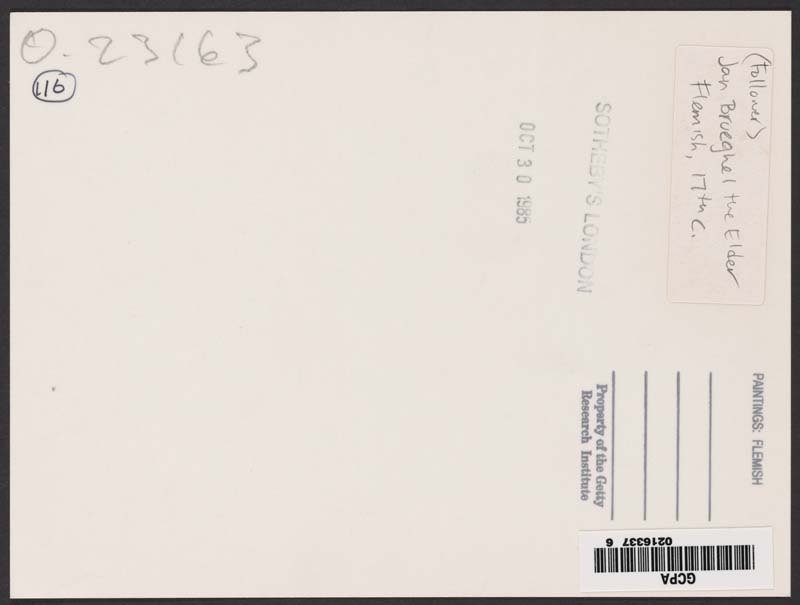 O. 23163
116
(Follower)
Jan Brueghel the Elder
Flemish, 17th C.
SOTHEBY'S LONDON
OCT 30 1985
PAINTINGS: FLEMISH
Property of the Getty
Research Institute
GCPA
0216337 6